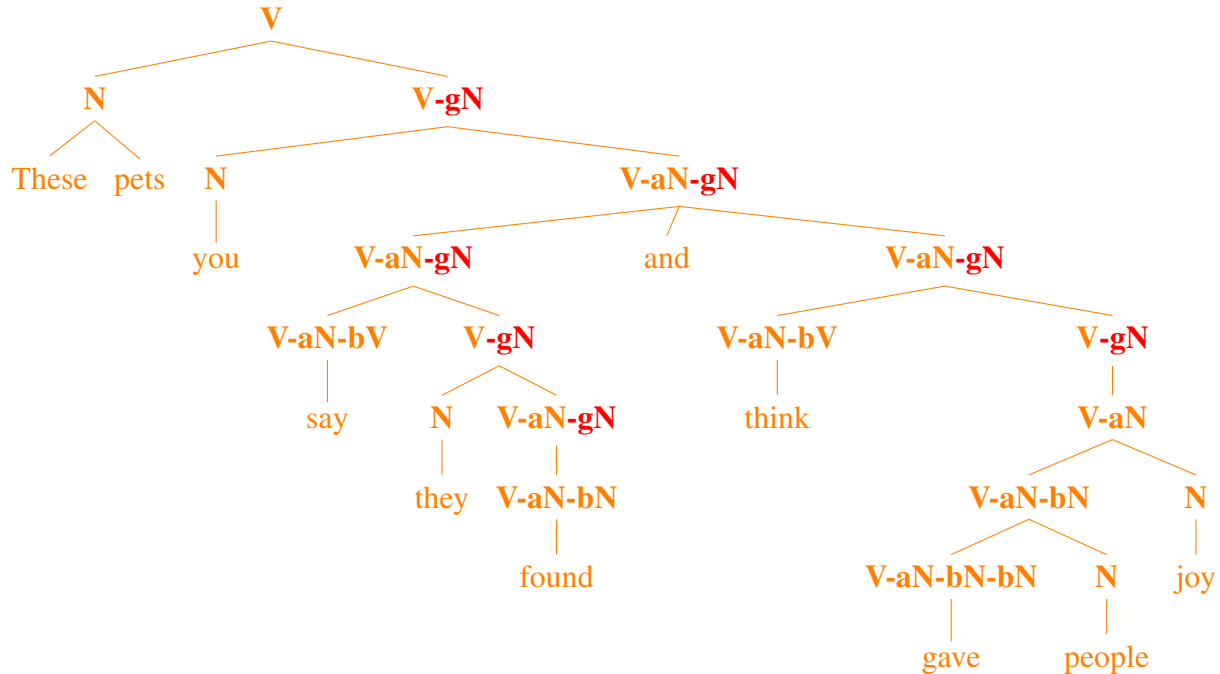 V
N V-gN
These pets N V-aN-gN
you V-aN-gN and V-aN-gN
V-aN-bV V-gN V-aN-bV V-gN
say N V-aN-gN think V-aN
they V-aN-bN V-aN-bN N
found V-aN-bN-bN N joy
gave people